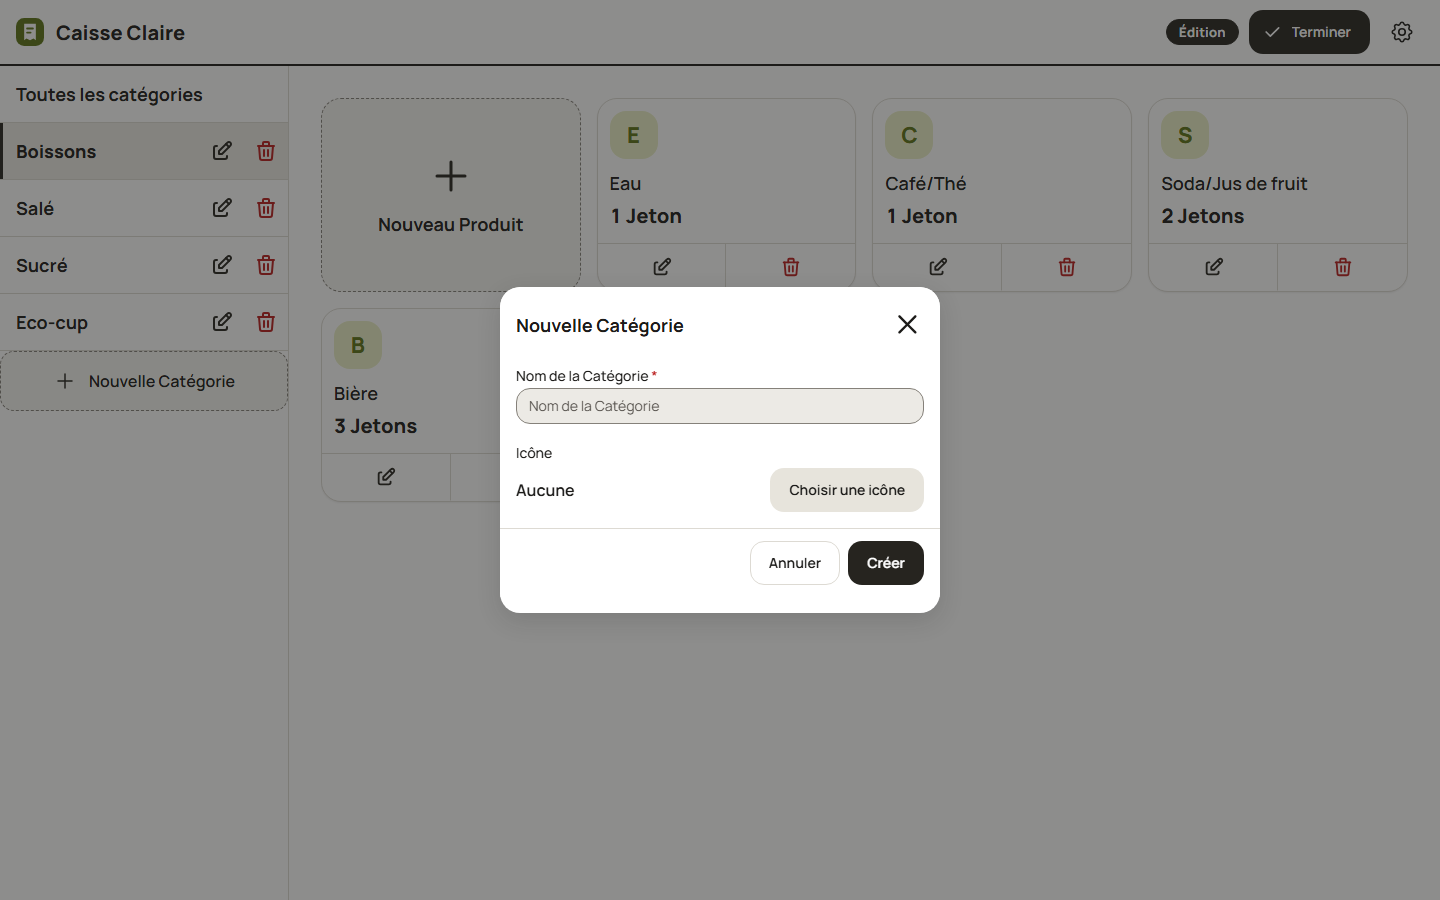 Caisse Claire
Édition
Terminer
Toutes les catégories
Boissons
Salé
Sucré
Eco-cup
Nouvelle Catégorie
Nouveau Produit
E
Eau
1 Jeton
C
Café/Thé
1 Jeton
S
Soda/Jus de fruit
2 Jetons
B
Bière
3 Jetons
Nouvelle Catégorie
Nom de la Catégorie *
Nom de la Catégorie
Icône
Aucune
Choisir une icône
Annuler
Créer